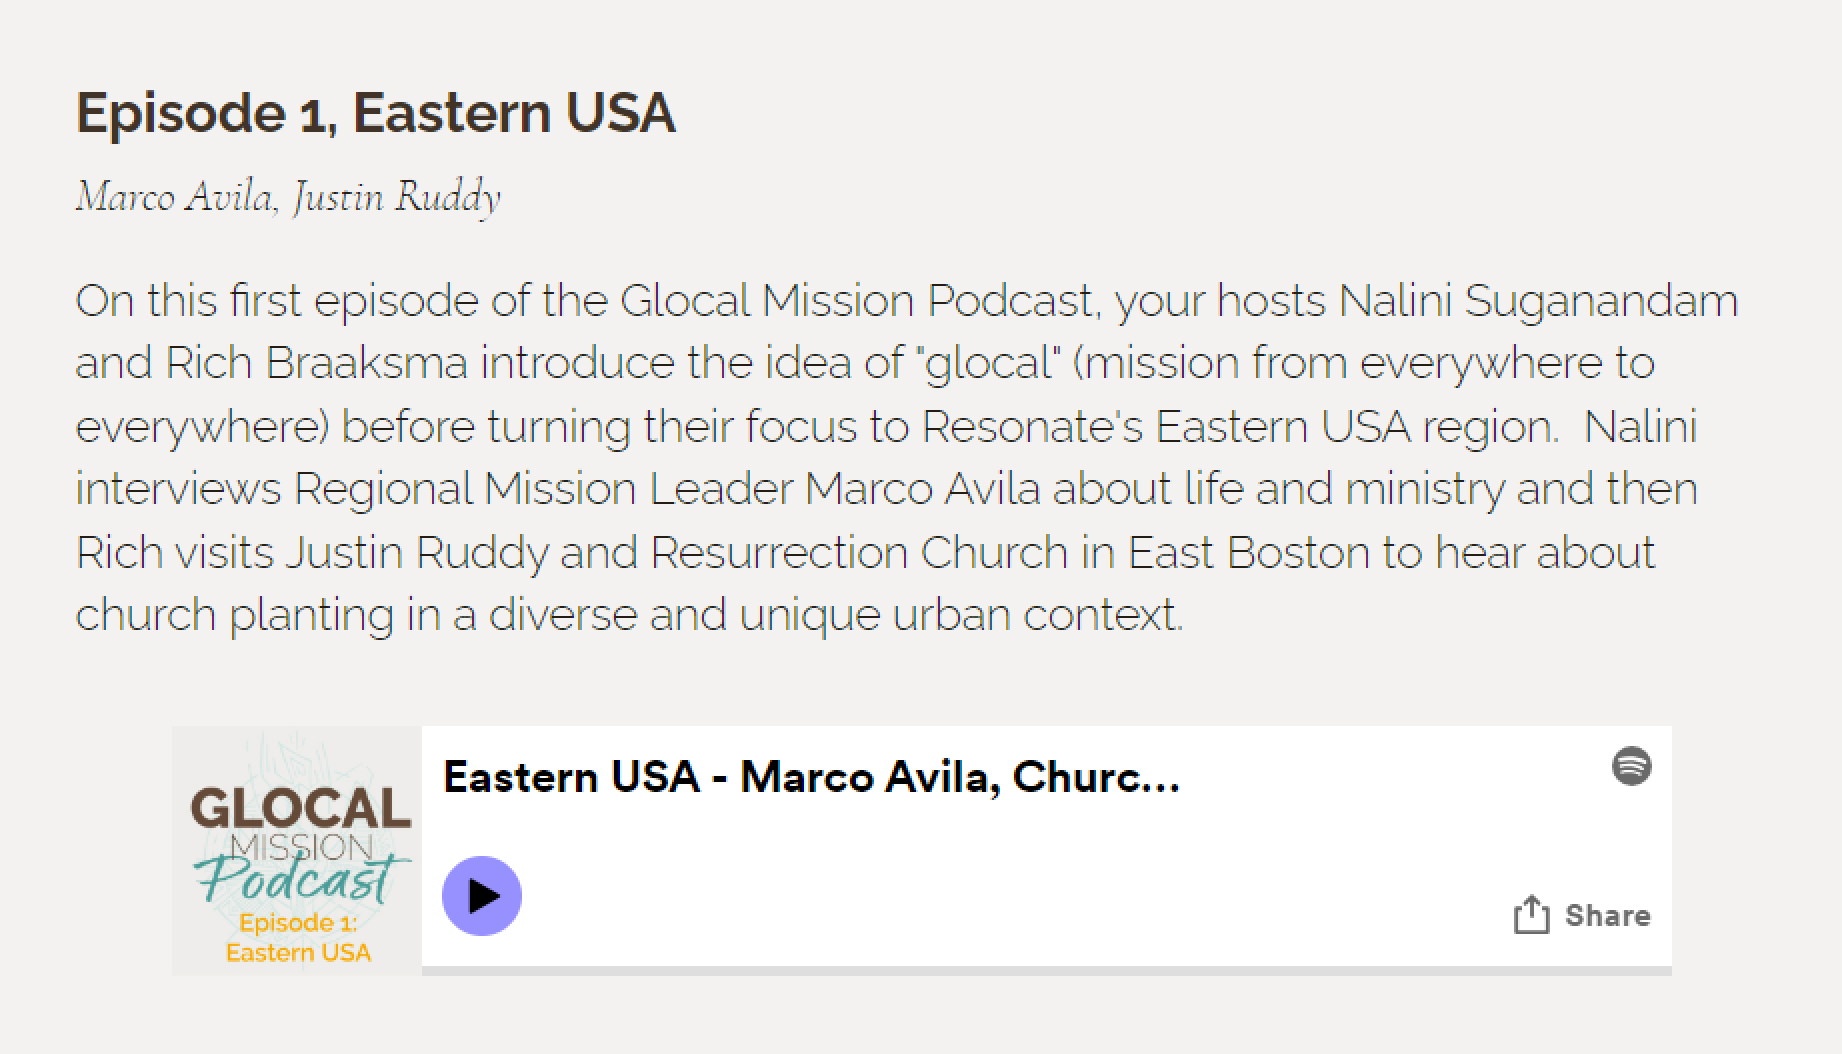 Episode 1, Eastern USA
Marco Avila, Justin Ruddy
On this first episode of the Glocal Mission Podcast, your hosts Nalini Suganandam
and Rich Braaksma introduce the idea of "glocal" (mission from everywhere to
everywhere) before turning their focus to Resonate's Eastern USA region.  Nalini
interviews Regional Mission Leader Marco Avila about life and ministry and then
Rich visits Justin Ruddy and Resurrection Church in East Boston to hear about
church planting in a diverse and unique urban context.
GLOCAL
MISSION
Podcast
Episode 1:
Eastern USA
Eastern USA - Marco Avila, Churc...
Share